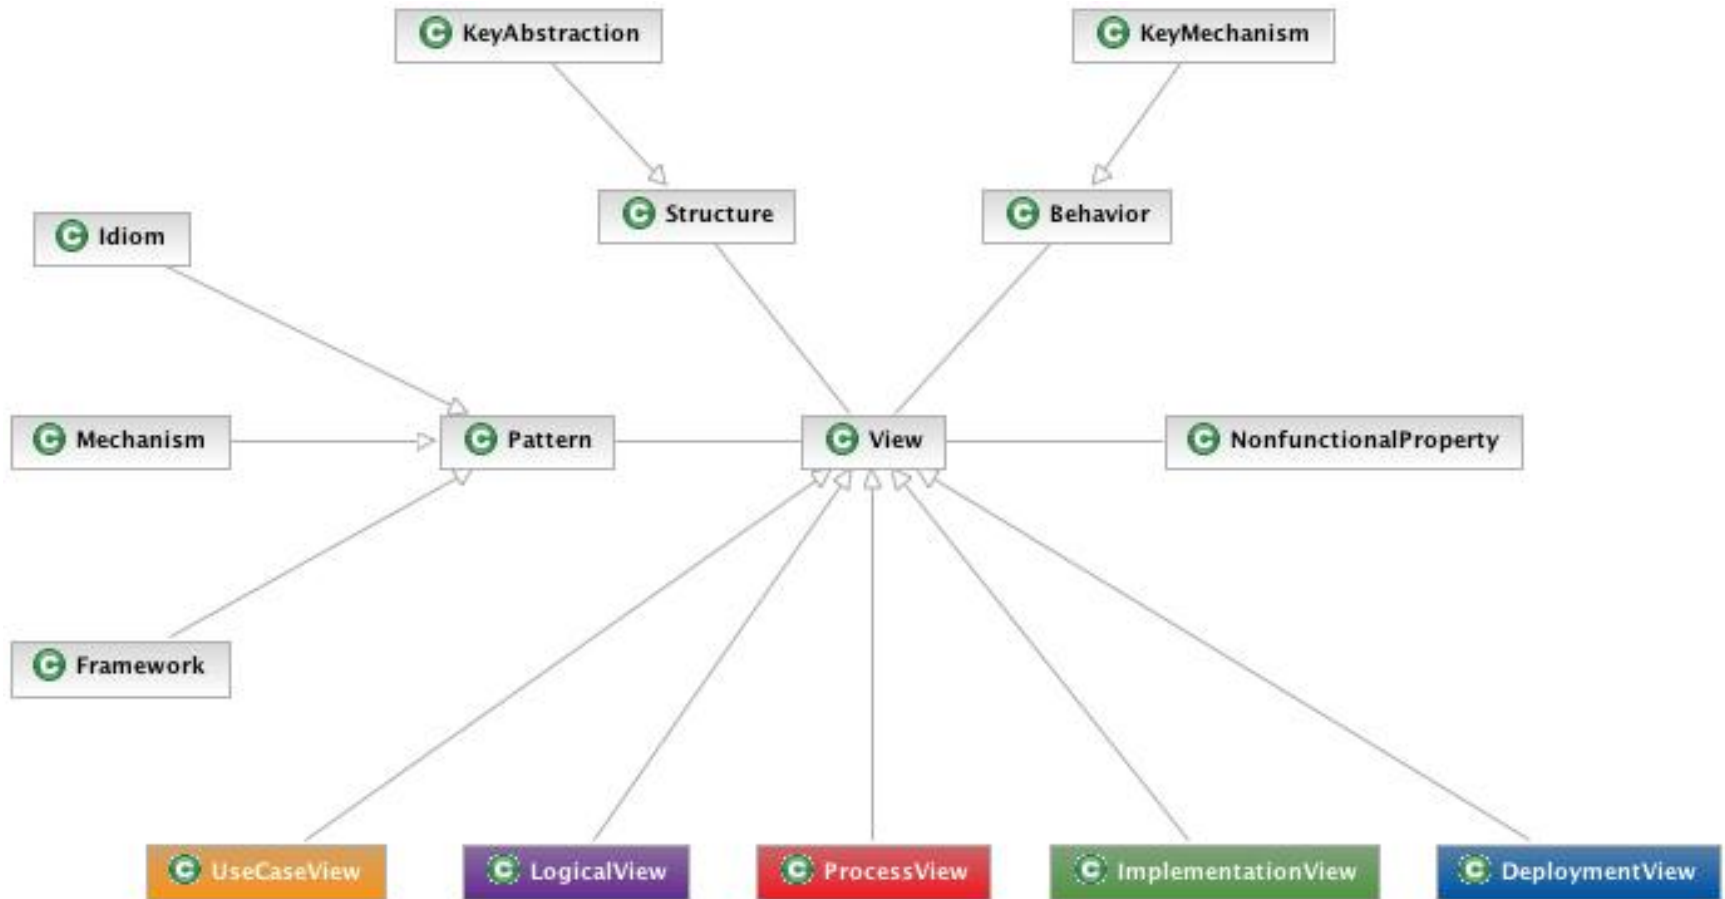 C KeyAbstraction
C KeyMechanism
C Structure
C Behavior
C Idiom
C Mechanism
C Pattern
C View
C NonfunctionalProperty
C Framework
C UseCaseView
C LogicalView
C ProcessView
C ImplementationView
C DeploymentView